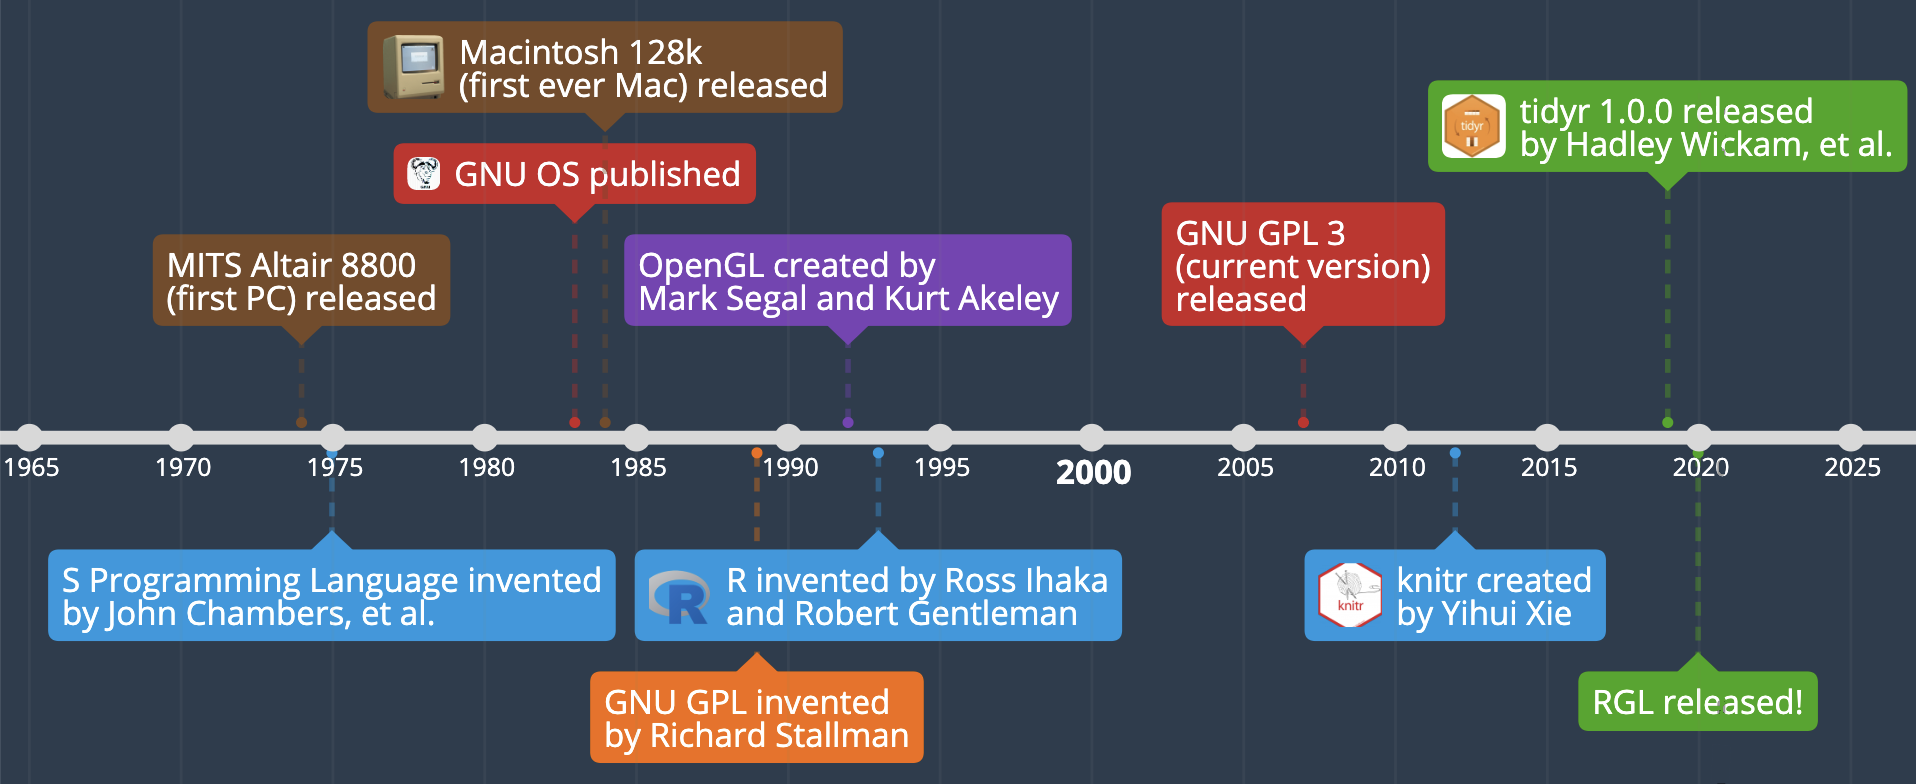 Macintosh 128k
(first ever Mac) released
tidyr
tidyr 1.0.0 released
by Hadley Wickam, et al.
GNU OS published
GNU GPL 3
(current version)
released
MITS Altair 8800
(first PC) released
OpenGL created by
Mark Segal and Kurt Akeley
1965 1970 1975 1980 1985 1990 1995 2000 2005 2010 2015 2020 2025
S Programming Language invented
by John Chambers, et al.
R
R invented by Ross Ihaka
and Robert Gentleman
knitr
knitr created
by Yihui Xie
GNU GPL invented
by Richard Stallman
RGL released!